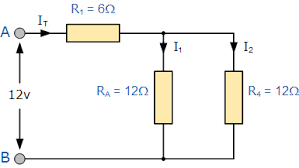 R₁ = 6Ω
A
I_T
I₁
I₂
12v
R_A = 12Ω
R₄ = 12Ω
B